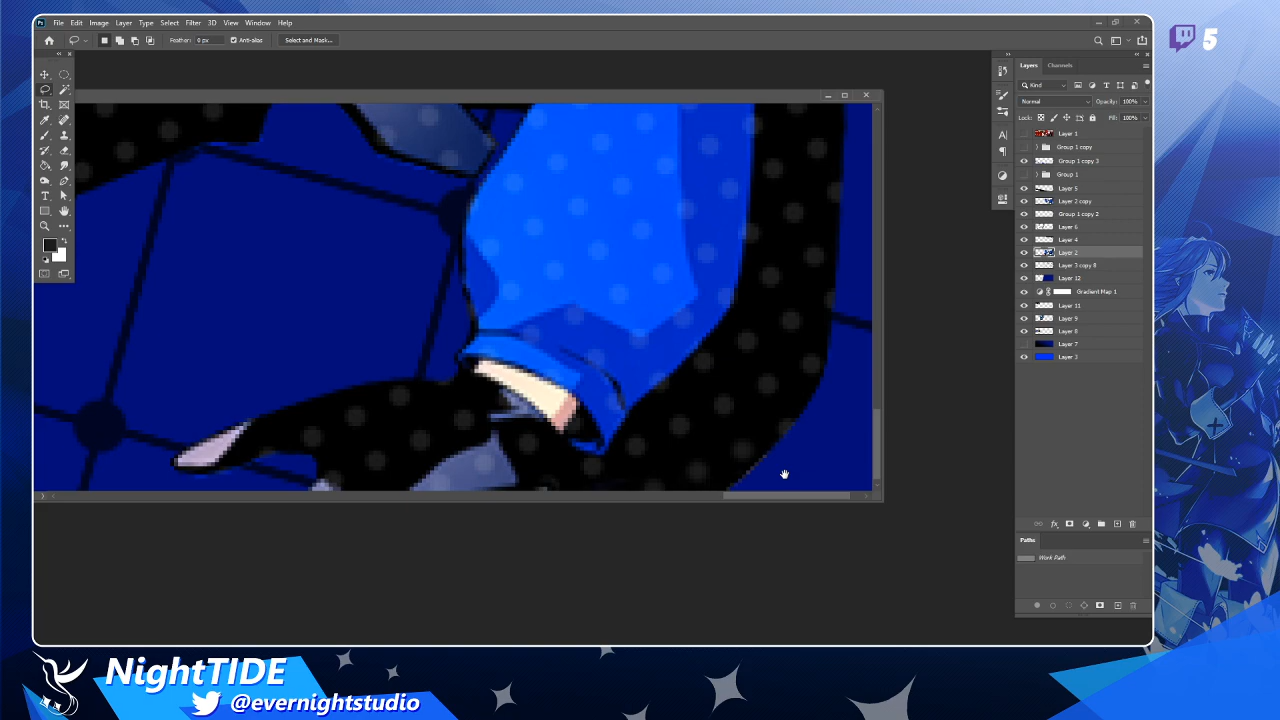 Ps File Edit Image Layer Type Select Filter 3D View Window Help
Feather: 0 px Anti-alias Select and Mask...
5
Layers Channels
Kind
Normal Opacity: 100%
Lock: Fill: 100%
Layer 1
Group 1 copy
Group 1 copy 3
Group 1
Layer 5
Layer 2 copy
Group 1 copy 2
Layer 6
Layer 4
Layer 2
Layer 3 copy 8
Layer 12
Gradient Map 1
Layer 11
Layer 9
Layer 8
Layer 7
Layer 3
Paths
Work Path
NightTIDE
@evernightstudio